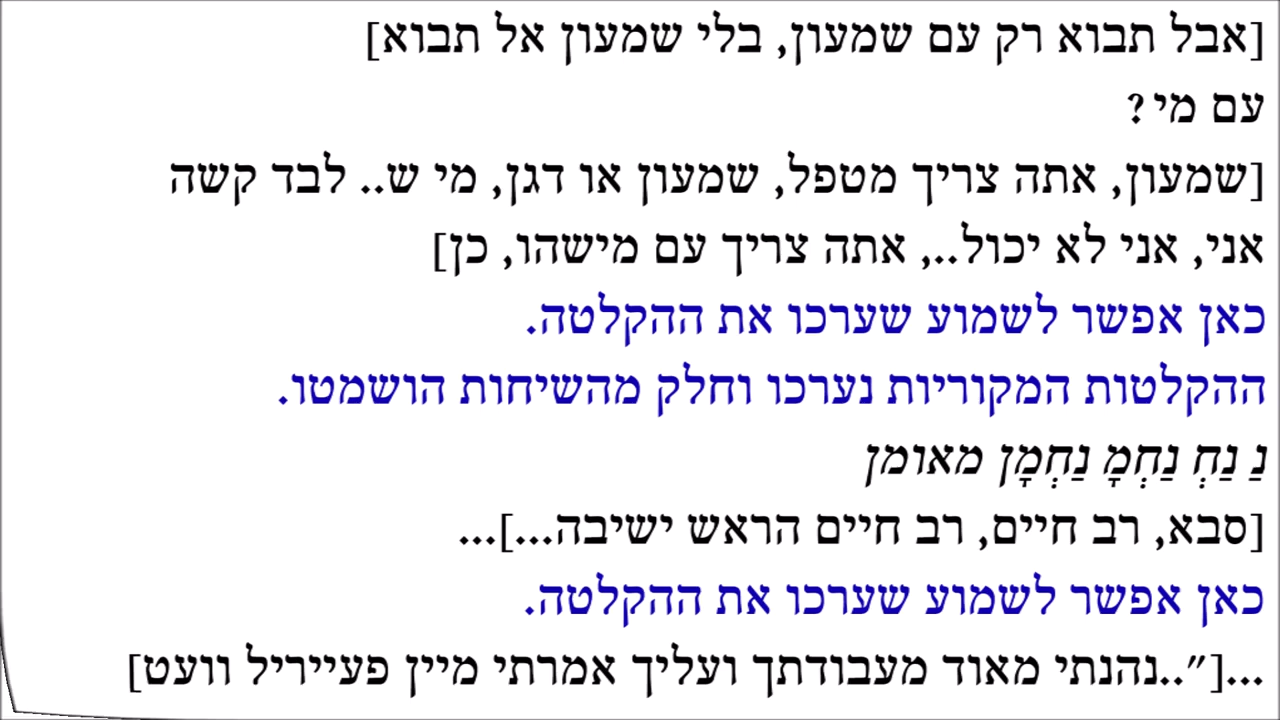 [אבל תבוא רק עם שמעון, בלי שמעון אל תבוא]
עם מי?
[שמעון, אתה צריך מטפל, שמעון או דגן, מי ש.. לבד קשה
אני, אני לא יכול.., אתה צריך עם מישהו, כן]
כאן אפשר לשמוע שערכו את ההקלטה.
ההקלטות המקוריות נערכו וחלק מהשיחות הושמטו.
נַ נַחְ נַחְמָ נַחְמָן מאומן
[סבא, רב חיים, רב חיים הראש ישיבה...]...
כאן אפשר לשמוע שערכו את ההקלטה.
...["..נהנתי מאוד מעבודתך ועליך אמרתי מיין פעייריל וועט]